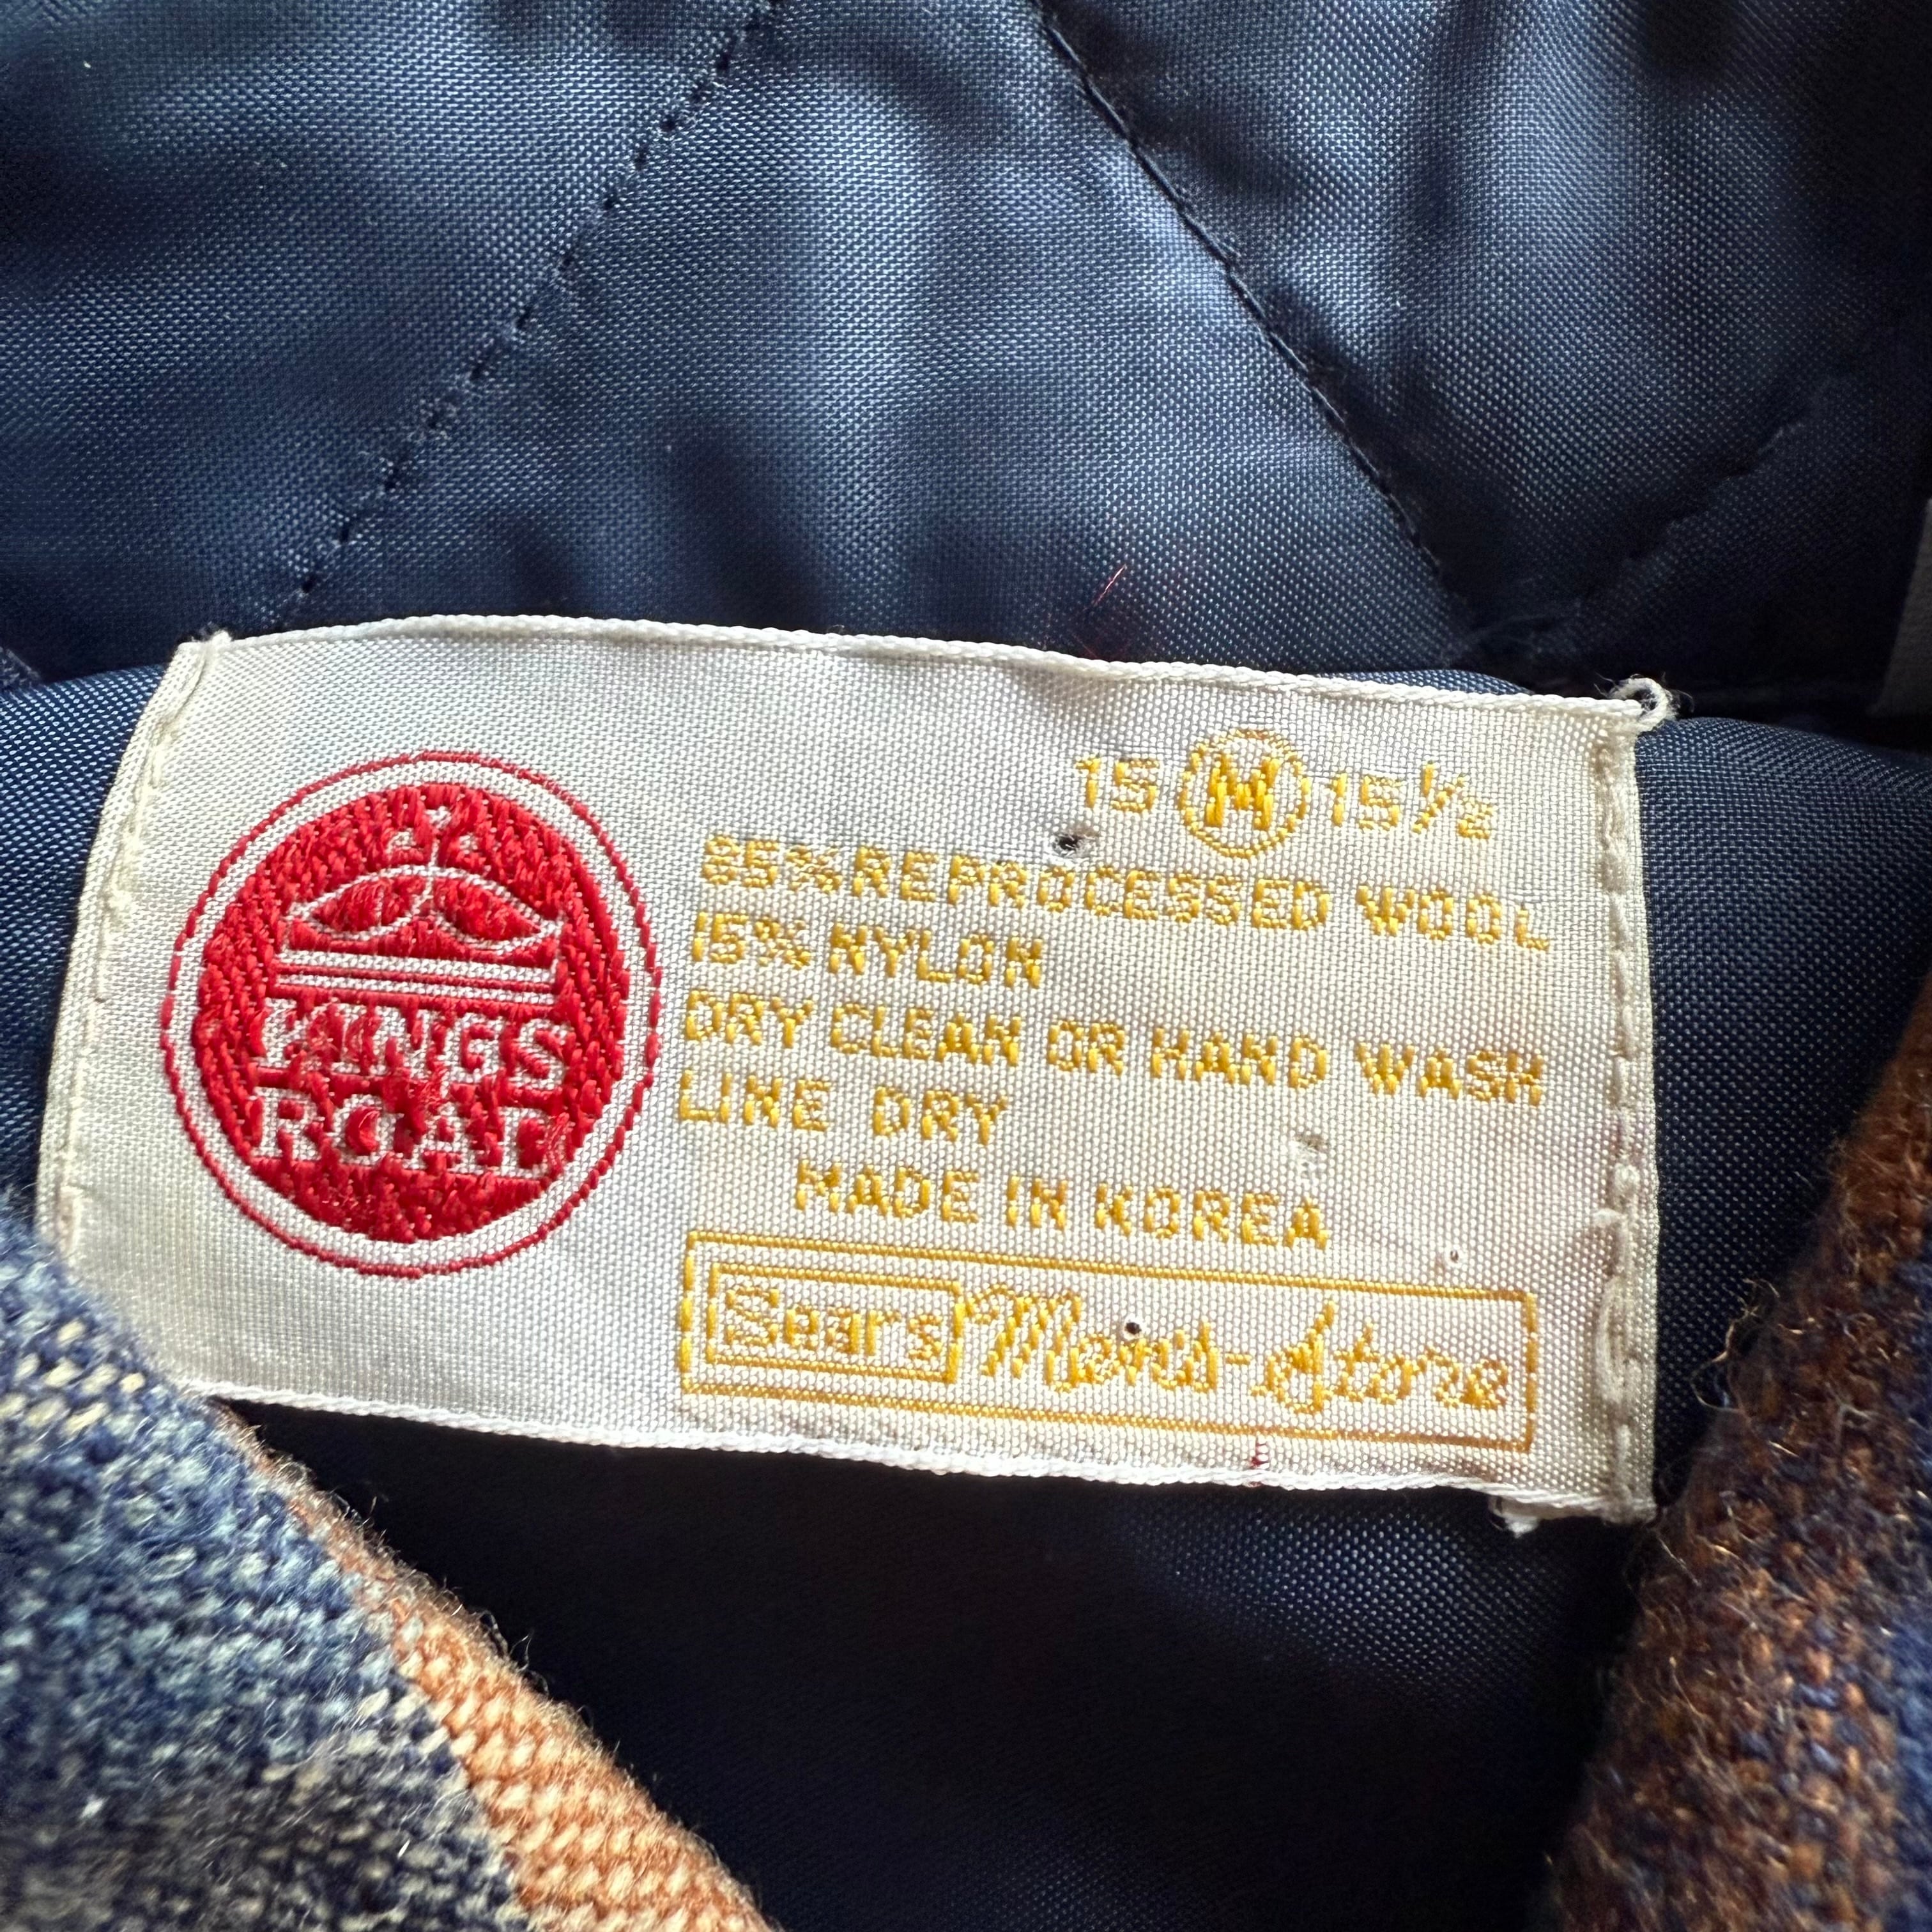 KINGS
ROAD
15 M 15½
85% REPROCESSED WOOL
15% NYLON
DRY CLEAN OR HAND WASH
LINE DRY
MADE IN KOREA
Sears Men's-Store